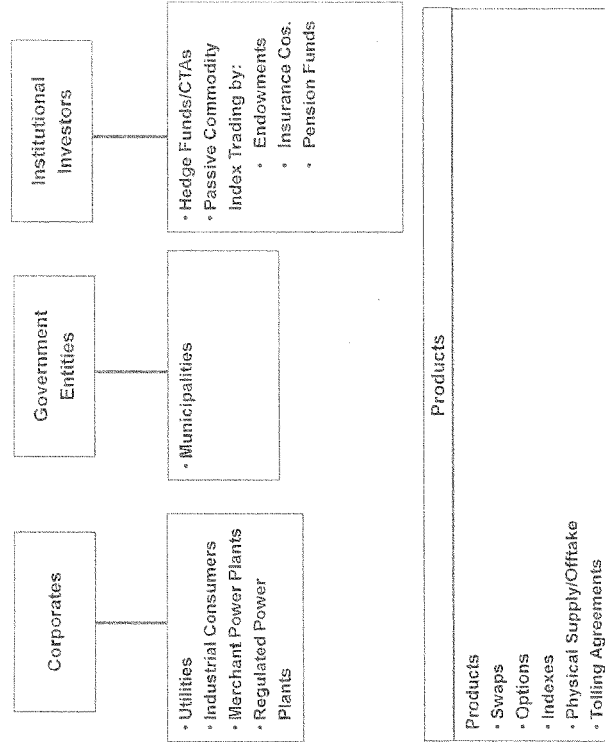 Corporates
Government
Entities
Institutional
Investors
• Utilities
• Industrial Consumers
• Merchant Power Plants
• Regulated Power
Plants
• Municipalities
• Hedge Funds/CTAs
• Passive Commodity
Index Trading by:
• Endowments
• Insurance Cos.
• Pension Funds
Products
Products
• Swaps
• Options
• Indexes
• Physical Supply/Offtake
• Tolling Agreements